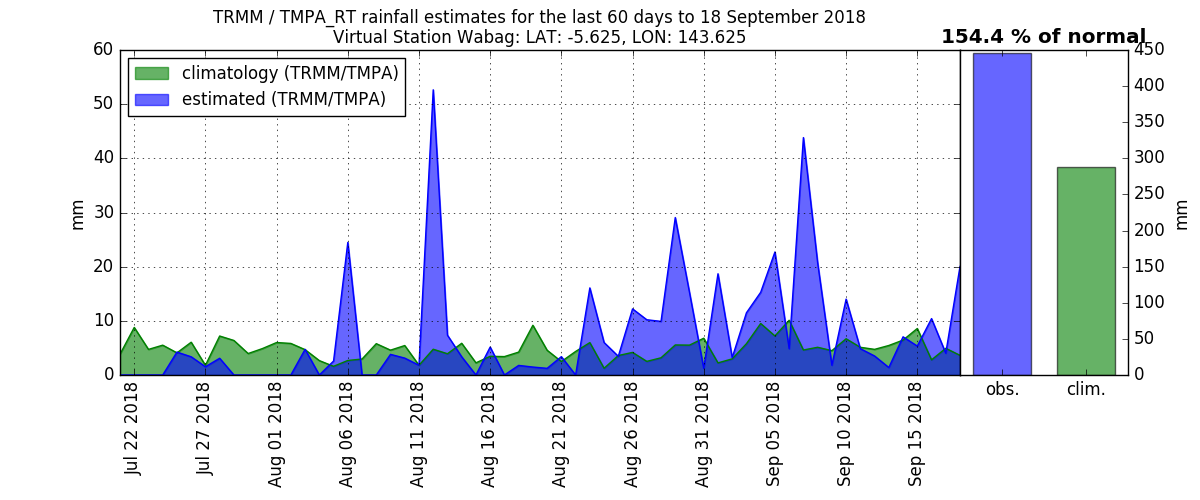 TRMM / TMPA_RT rainfall estimates for the last 60 days to 18 September 2018
Virtual Station Wabag: LAT: -5.625, LON: 143.625
154.4 % of normal
climatology (TRMM/TMPA)
estimated (TRMM/TMPA)
60
50
40
30
20
10
0
mm
Jul 22 2018
Jul 27 2018
Aug 01 2018
Aug 06 2018
Aug 11 2018
Aug 16 2018
Aug 21 2018
Aug 26 2018
Aug 31 2018
Sep 05 2018
Sep 10 2018
Sep 15 2018
obs.
clim.
450
400
350
300
250
200
150
100
50
0
mm